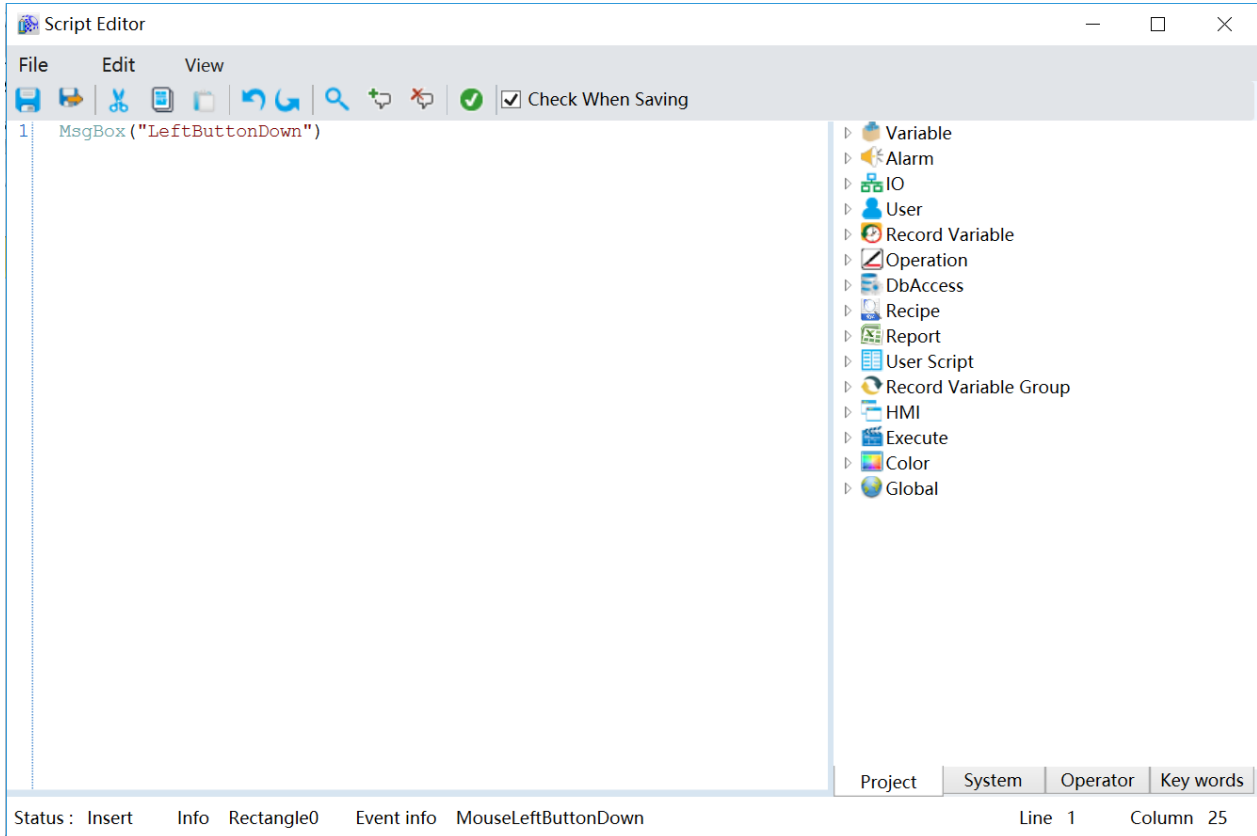 Script Editor
File Edit View
Check When Saving
1 MsgBox("LeftButtonDown")
Variable
Alarm
IO
User
Record Variable
Operation
DbAccess
Recipe
Report
User Script
Record Variable Group
HMI
Execute
Color
Global
Project System Operator Key words
Status : Insert Info Rectangle0 Event info MouseLeftButtonDown Line 1 Column 25